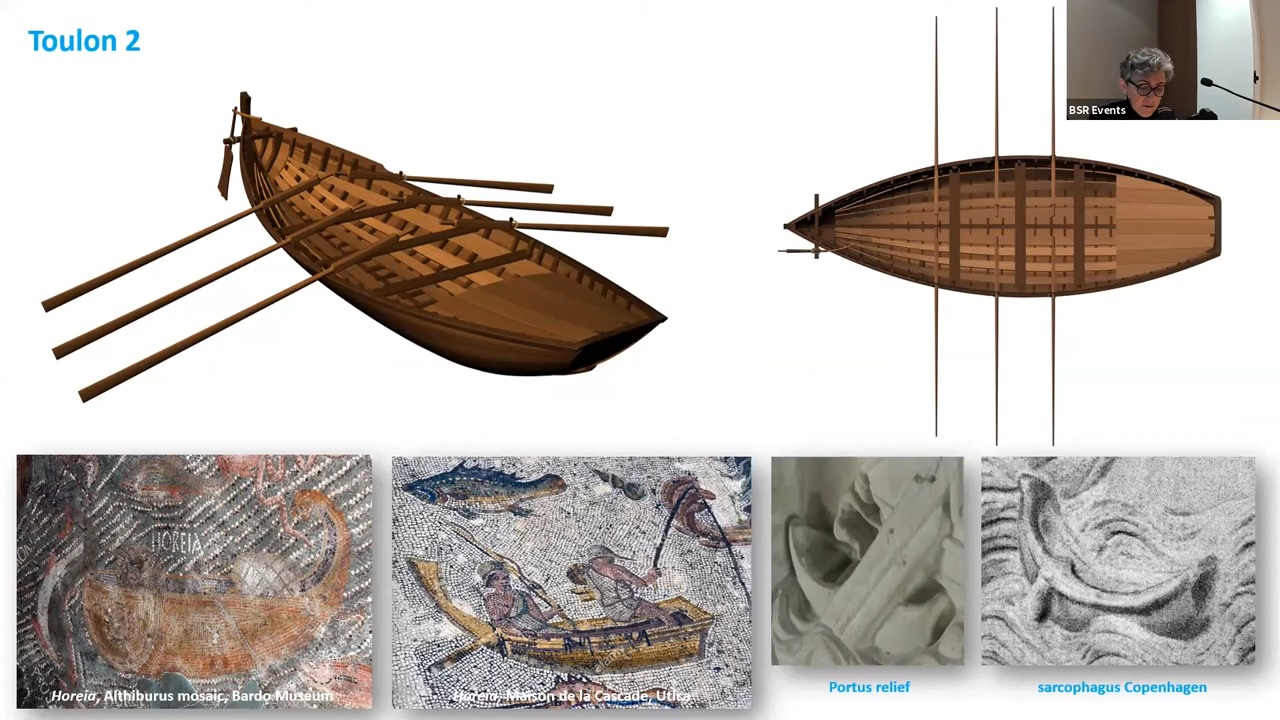 Toulon 2
BSR Events
HOREIA
Horeia, Althiburus mosaic, Bardo Museum
Horeia, Maison de la Cascade, Utica
Portus relief
sarcophagus Copenhagen